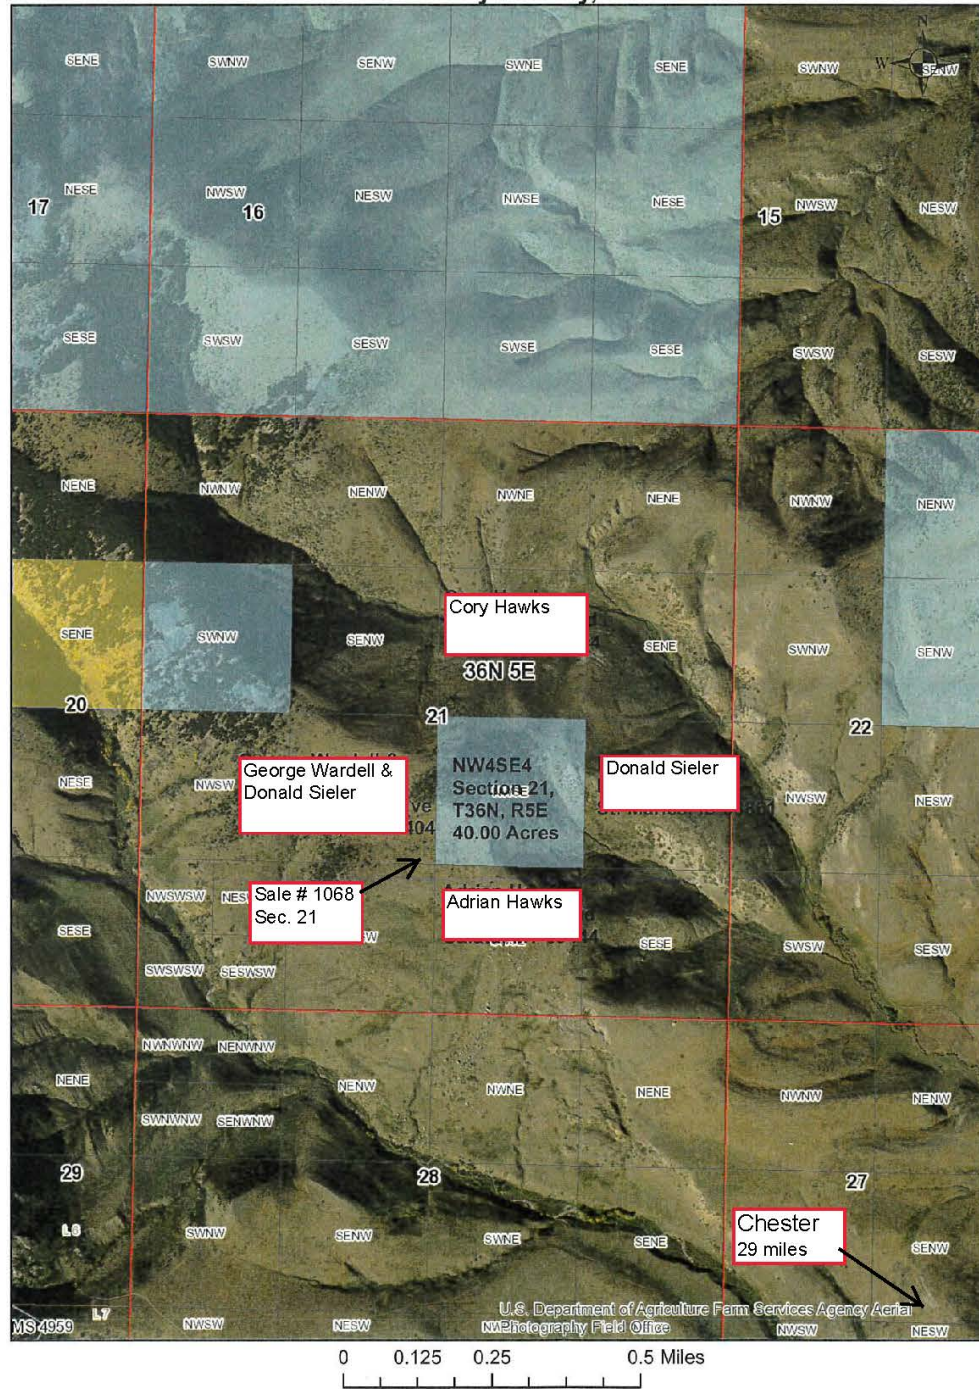 N
W
SENE
SWNW
SENW
SWNE
SENE
SWNW
SENW
NESE
NWSW
NESW
NWSE
NESE
NWSW
NESW
17
16
15
SESE
SWSW
SESW
SWSE
SESE
SWSW
SESW
NENE
NWNW
NENW
NWNE
NENE
NWNW
NENW
Cory Hawks
SENE
SWNW
SENW
SENE
SWNW
SENW
36N 5E
20
21
22
George Wardell &
Donald Sieler
NW4SE4
Section 21,
T36N, R5E
40.00 Acres
Donald Sieler
NESE
NWSW
NWSW
NESW
Sale # 1068
Sec. 21
Adrian Hawks
NWSWSW
SESE
SESE
SWSW
SESW
SWSWSW
SESWSW
NWNWNW
NENWNW
NENE
NENW
NWNE
NENE
NWNW
NENW
SWNWNW
SENWNW
29
28
27
Chester
29 miles
L6
SWNW
SENW
SWNE
SENE
SENW
L7
U.S. Department of Agriculture Farm Services Agency Aerial
Photography Field Office
MS 4959
NWSW
NESW
NWSW
NESW
0 0.125 0.25 0.5 Miles